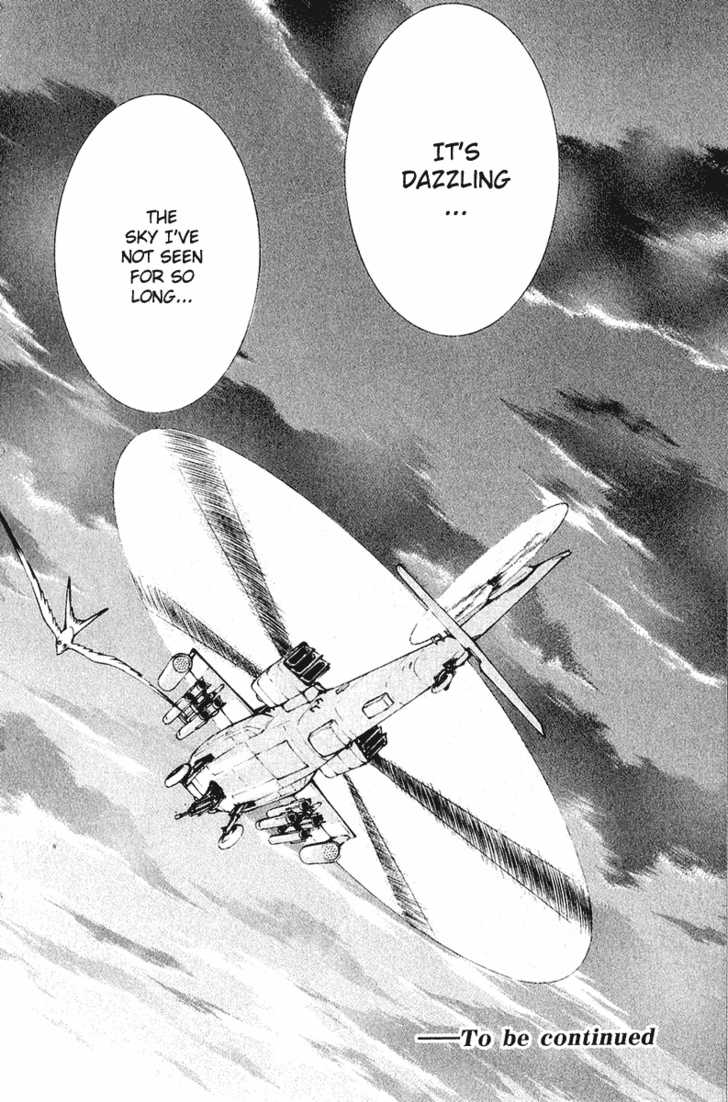 IT'S
DAZZLING
...
THE
SKY I'VE
NOT SEEN
FOR SO
LONG...
—To be continued